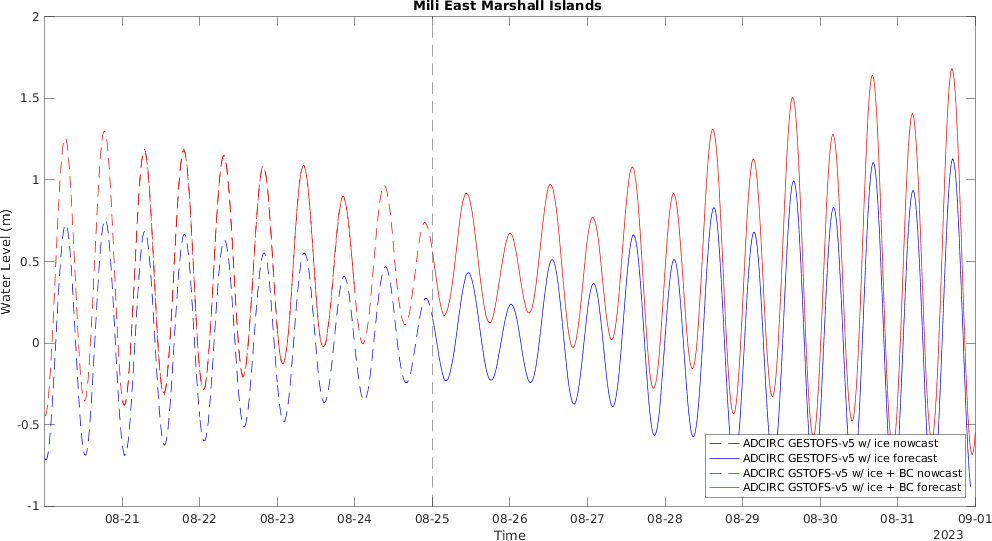 Mili East Marshall Islands
Water Level (m)
2
1.5
1
0.5
0
-0.5
-1
ADCIRC GESTOFS-v5 w/ ice nowcast
ADCIRC GESTOFS-v5 w/ ice forecast
ADCIRC GSTOFS-v5 w/ ice + BC nowcast
ADCIRC GSTOFS-v5 w/ ice + BC forecast
08-21 08-22 08-23 08-24 08-25 08-26 08-27 08-28 08-29 08-30 08-31 09-01
Time
2023